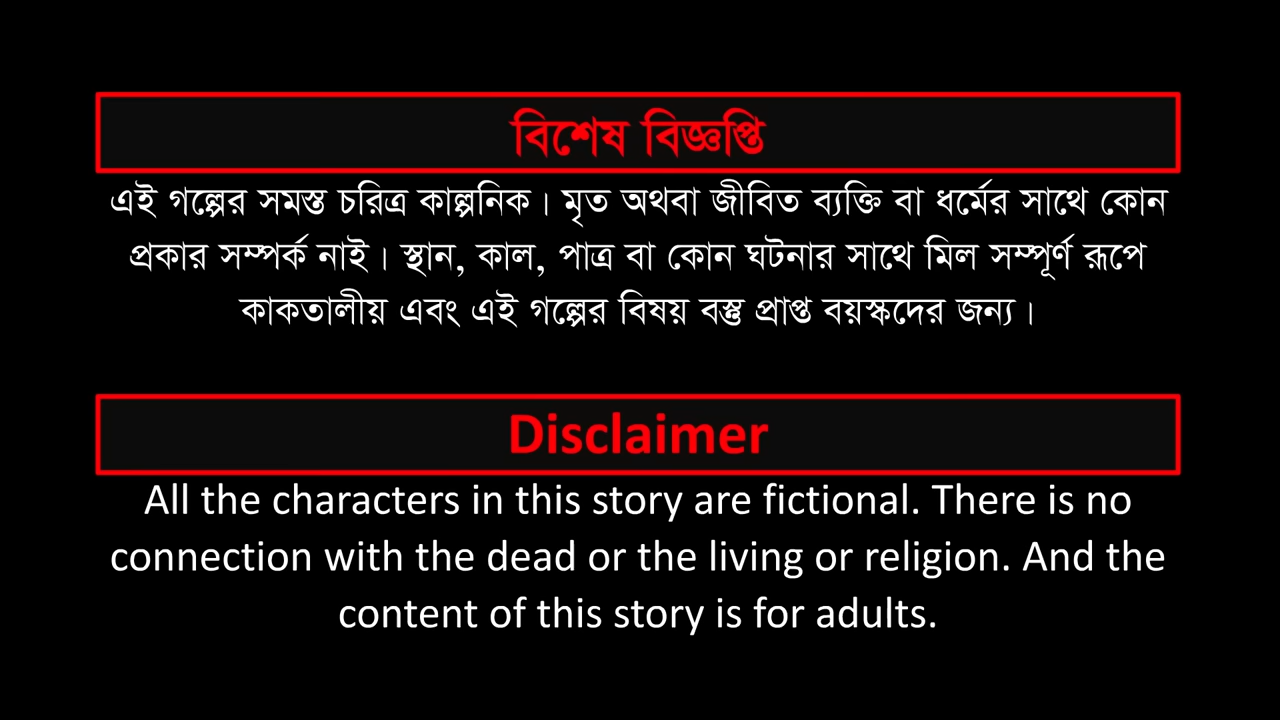 বিশেষ বিজ্ঞপ্তি
এই গল্পের সমস্ত চরিত্র কাল্পনিক। মৃত অথবা জীবিত ব্যক্তি বা ধর্মের সাথে কোন
প্রকার সম্পর্ক নাই। স্থান, কাল, পাত্র বা কোন ঘটনার সাথে মিল সম্পূর্ণ রূপে
কাকতালীয় এবং এই গল্পের বিষয় বস্তু প্রাপ্ত বয়স্কদের জন্য।
Disclaimer
All the characters in this story are fictional. There is no
connection with the dead or the living or religion. And the
content of this story is for adults.